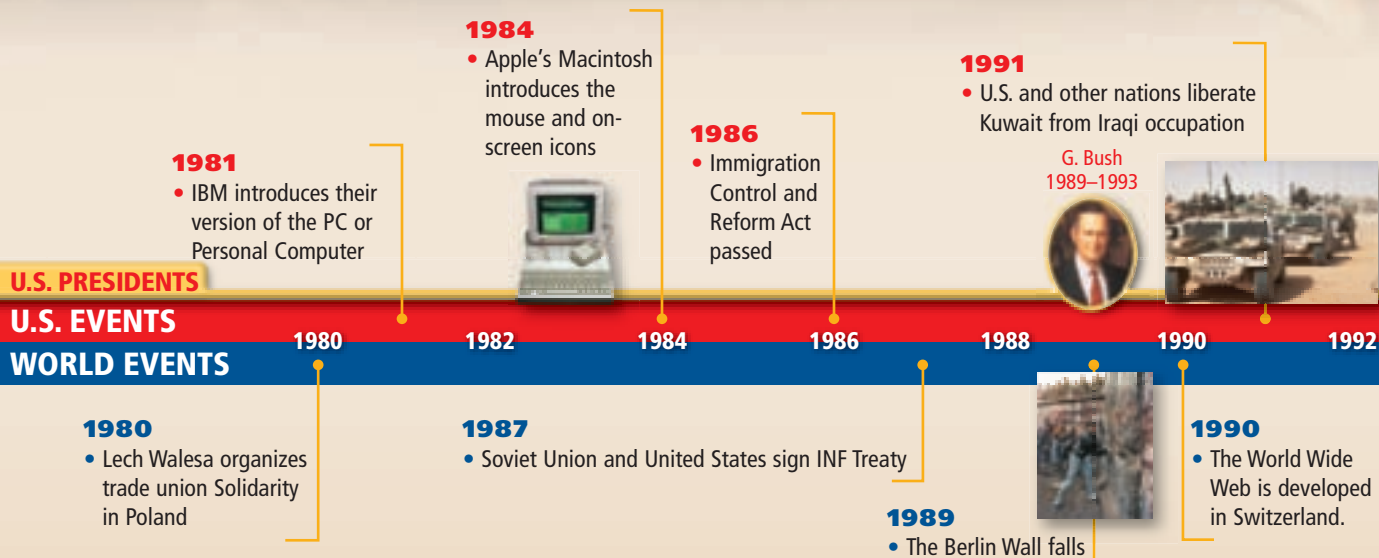 1984
• Apple's Macintosh
introduces the
mouse and on-
screen icons
1991
• U.S. and other nations liberate
Kuwait from Iraqi occupation
1981
• IBM introduces their
version of the PC or
Personal Computer
1986
• Immigration
Control and
Reform Act
passed
G. Bush
1989–1993
U.S. PRESIDENTS
U.S. EVENTS
1980 1982 1984 1986 1988 1990 1992
WORLD EVENTS
1980
• Lech Walesa organizes
trade union Solidarity
in Poland
1987
• Soviet Union and United States sign INF Treaty
1989
• The Berlin Wall falls
1990
• The World Wide
Web is developed
in Switzerland.